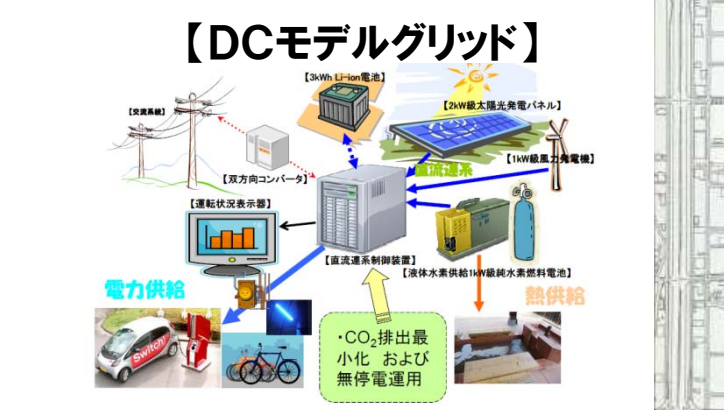 【DCモデルグリッド】
【3kWh Li-ion電池】
【交流系統】
【2kW級太陽光発電パネル】
【1kW級風力発電機】
直流連系
【双方向コンバータ】
【運転状況表示器】
【直流連系制御装置】
【液体水素供給1kW級純水素燃料電池】
電力供給
熱供給
Switch!
・CO₂排出最
小化 および
無停電運用